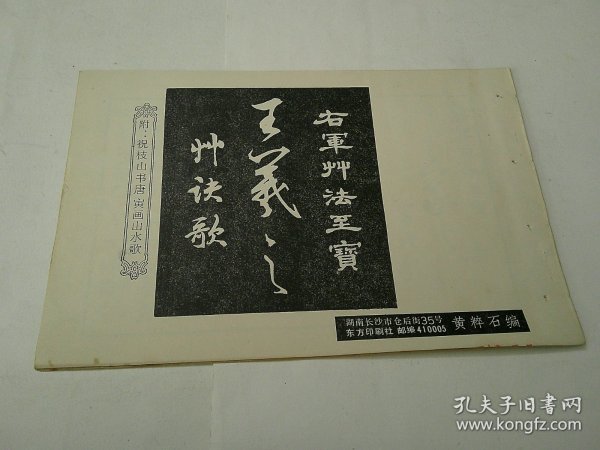 右軍艸法至寶
王羲之
艸诀歌
附：祝枝山书唐寅画山水歌
湖南长沙市仓后街35号
东方印刷社 邮编410005
黄粹石编
孔夫子旧书网
www.kongfz.com